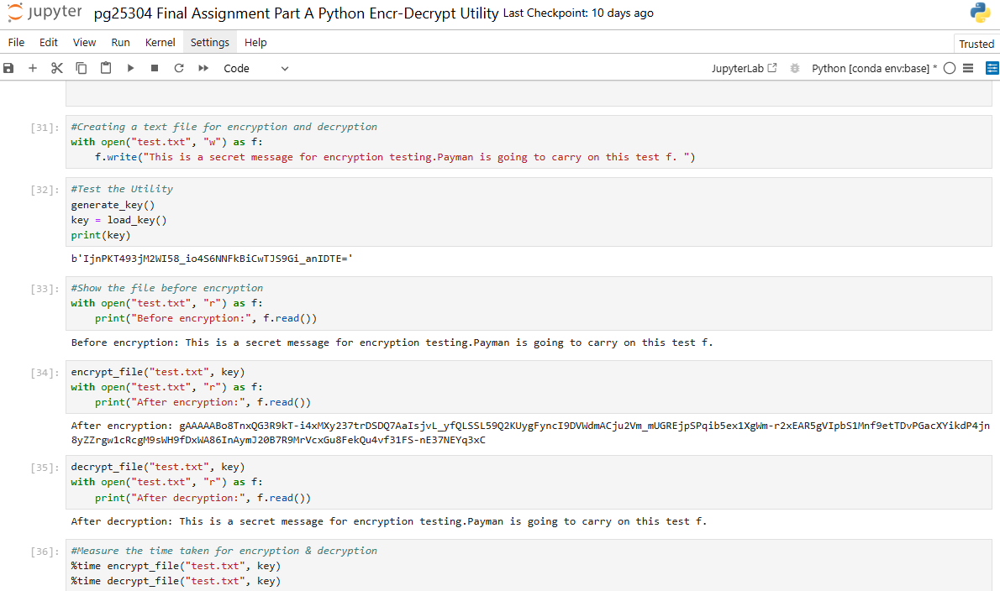 jupyter pg25304 Final Assignment Part A Python Encr-Decrypt Utility Last Checkpoint: 10 days ago
File Edit View Run Kernel Settings Help Trusted
Code JupyterLab Python [conda env:base] *
[31]: #Creating a text file for encryption and decryption
with open("test.txt", "w") as f:
f.write("This is a secret message for encryption testing.Payman is going to carry on this test f. ")
[32]: #Test the Utility
generate_key()
key = load_key()
print(key)
b'IjnPKT493jM2WI58_io4S6NNFkBiCwTJS9Gi_anIDTE='
[33]: #Show the file before encryption
with open("test.txt", "r") as f:
print("Before encryption:", f.read())
Before encryption: This is a secret message for encryption testing.Payman is going to carry on this test f.
[34]: encrypt_file("test.txt", key)
with open("test.txt", "r") as f:
print("After encryption:", f.read())
After encryption: gAAAAABo8TnxQG3R9kT-i4xMXy237trDSDQ7AaIsjvL_yfQLSSL59Q2KUygFyncI9DVWdmACju2Vm_mUGREjpSPqib5ex1XgWm-r2xEAR5gVIpbS1Mnf9etTDvPGacXYikdP4jn
8yZZrgw1cRcgM9sWH9fDxWA86InAymJ20B7R9MrVcxGu8FekQu4vf31FS-nE37NEYq3xC
[35]: decrypt_file("test.txt", key)
with open("test.txt", "r") as f:
print("After decryption:", f.read())
After decryption: This is a secret message for encryption testing.Payman is going to carry on this test f.
[36]: #Measure the time taken for encryption & decryption
%time encrypt_file("test.txt", key)
%time decrypt_file("test.txt", key)